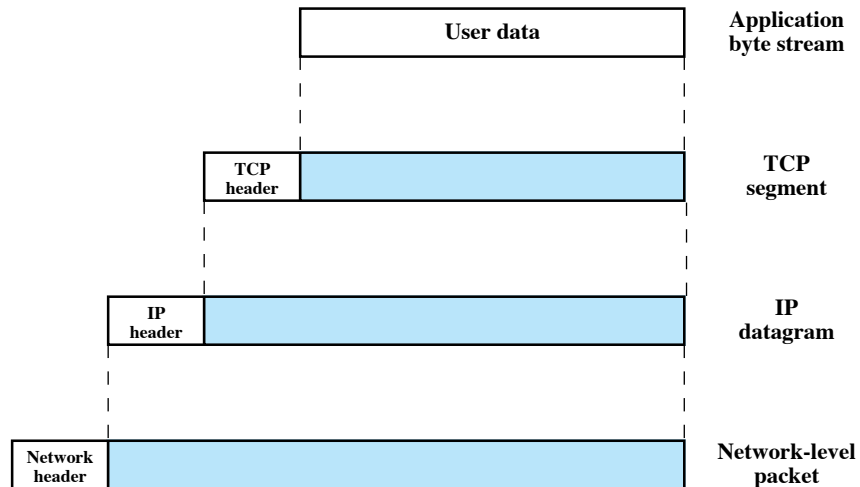 User data
Application
byte stream
TCP
header
TCP
segment
IP
header
IP
datagram
Network
header
Network-level
packet